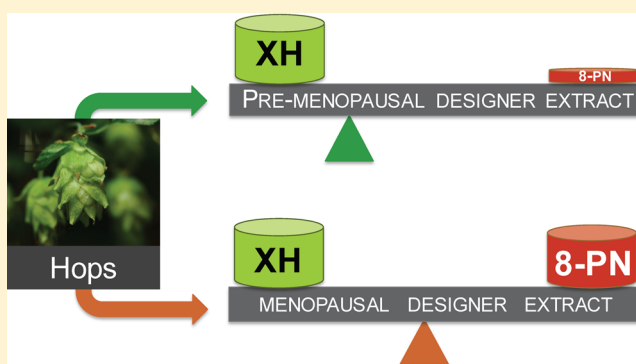 XH
8-PN
PRE-MENOPAUSAL DESIGNER EXTRACT
Hops
XH
8-PN
MENOPAUSAL DESIGNER EXTRACT